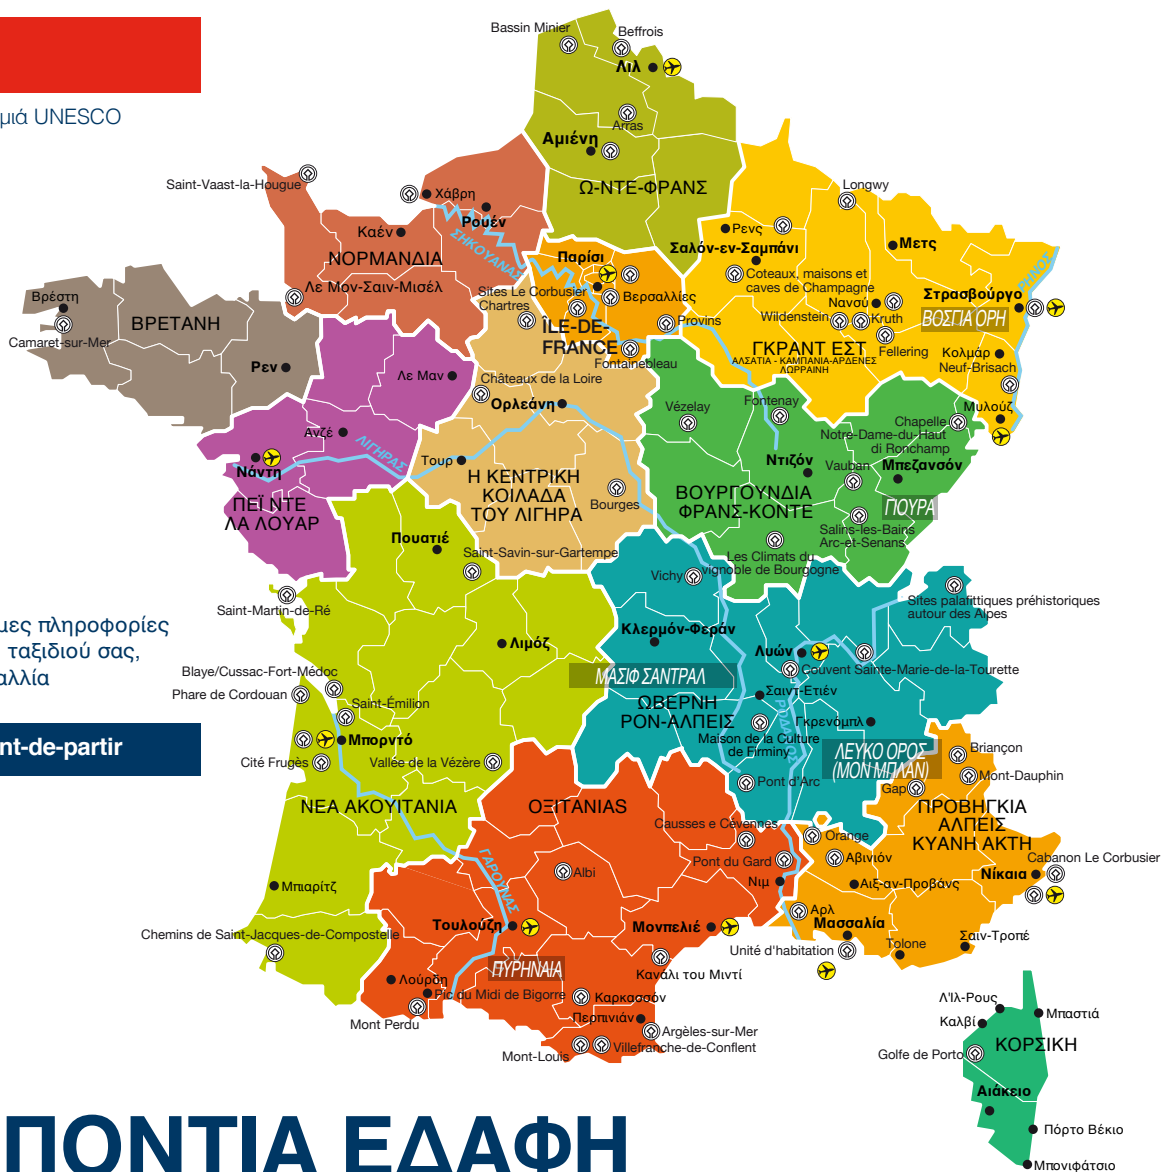 μιά UNESCO
Bassin Minier
Beffrois
Λιλ
Arras
Αμιένη
Ω-ΝΤΕ-ΦΡΑΝΣ
Saint-Vaast-la-Hougue
Χάβρη
Ρουέν
Καέν
ΝΟΡΜΑΝΔΙΑ
ΣΗΚΟΥΑΝΑΣ
Λε Μον-Σαιν-Μισέλ
Longwy
Ρενς
Μετς
Σαλόν-εν-Σαμπάνι
Coteaux, maisons et
caves de Champagne
Νανσύ
Στρασβούργο
ΡΗΝΟΣ
ΒΟΣΓΙΑ ΟΡΗ
Wildenstein
Kruth
Fellering
ΓΚΡΑΝΤ ΕΣΤ
ΑΛΣΑΤΙΑ - ΚΑΜΠΑΝΙΑ-ΑΡΔΕΝΕΣ
ΛΩΡΡΑΙΝΗ
Κολμάρ
Neuf-Brisach
Μυλούζ
Παρίσι
Sites Le Corbusier
Βερσαλλίες
Chartres
Provins
ÎLE-DE-
FRANCE
Fontainebleau
Βρέστη
Camaret-sur-Mer
ΒΡΕΤΑΝΗ
Ρεν
Λε Μαν
Ανζέ
ΛΙΓΗΡΑΣ
Νάντη
ΠΕΪ ΝΤΕ
ΛΑ ΛΟΥΑΡ
Châteaux de la Loire
Ορλεάνη
Τουρ
Η ΚΕΝΤΡΙΚΗ
ΚΟΙΛΑΔΑ
ΤΟΥ ΛΙΓΗΡΑ
Bourges
Vézelay
Fontenay
Chapelle
Notre-Dame-du-Haut
di Ronchamp
Ντιζόν
Vauban
Μπεζανσόν
ΒΟΥΡΓΟΥΝΔΙΑ
ΦΡΑΝΣ-ΚΟΝΤΕ
ΓΙΟΥΡΑ
Salins-les-Bains
Arc-et-Senans
Les Climats du
vignoble de Bourgogne
Πουατιέ
Saint-Savin-sur-Gartempe
Saint-Martin-de-Ré
Λιμόζ
μες πληροφορίες
ταξιδιού σας,
αλλία
nt-de-partir
Blaye/Cussac-Fort-Médoc
Phare de Cordouan
Saint-Émilion
Μπορντό
Cité Frugès
Vallée de la Vézère
ΝΕΑ ΑΚΟΥΙΤΑΝΙΑ
Μπιαρίτζ
Chemins de Saint-Jacques-de-Compostelle
Vichy
Κλερμόν-Φεράν
ΜΑΣΙΦ ΣΑΝΤΡΑΛ
Sites palafittiques préhistoriques
autour des Alpes
Λυών
Couvent Sainte-Marie-de-la-Tourette
Σαιντ-Ετιέν
ΩΒΕΡΝΗ
ΡΟΝ-ΑΛΠΕΙΣ
ΡΟΔΑΝΟΣ
Γκρενόμπλ
Maison de la Culture
de Firminy
ΛΕΥΚΟ ΟΡΟΣ
(ΜΟΝ ΜΠΛΑΝ)
Pont d'Arc
Briançon
Mont-Dauphin
Gap
ΠΡΟΒΗΓΚΙΑ
ΑΛΠΕΙΣ
ΚΥΑΝΗ ΑΚΤΗ
Orange
Αβινιόν
Cabanon Le Corbusier
Νίκαια
Αιξ-αν-Προβάνς
Αρλ
Μασσαλία
Unité d'habitation
Tolone
Σαιν-Τροπέ
ΟΞΙΤΑΝΙΑS
Causses e Cévennes
Pont du Gard
Νιμ
ΓΑΡΟΥΝΑΣ
Albi
Τουλούζη
Μονπελιέ
ΠΥΡΗΝΑΙΑ
Κανάλι του Μιντί
Λούρδη
Pic du Midi de Bigorre
Mont Perdu
Καρκασσόν
Περπινιάν
Argèles-sur-Mer
Mont-Louis
Villefranche-de-Conflent
Λ'Ιλ-Ρους
Μπαστιά
Καλβί
ΚΟΡΣΙΚΗ
Golfe de Porto
Αιάκειο
Πόρτο Βέκιο
Μπονιφάτσιο
ΠΟΝΤΙΑ ΕΔΑΦΗ